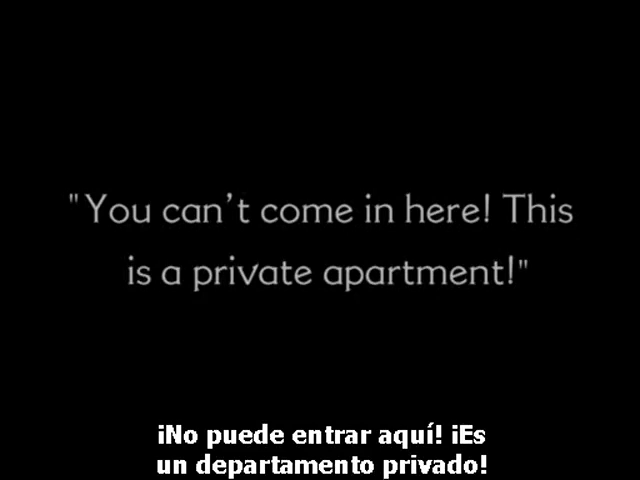 "You can't come in here! This
is a private apartment!"
¡No puede entrar aquí! ¡Es
un departamento privado!